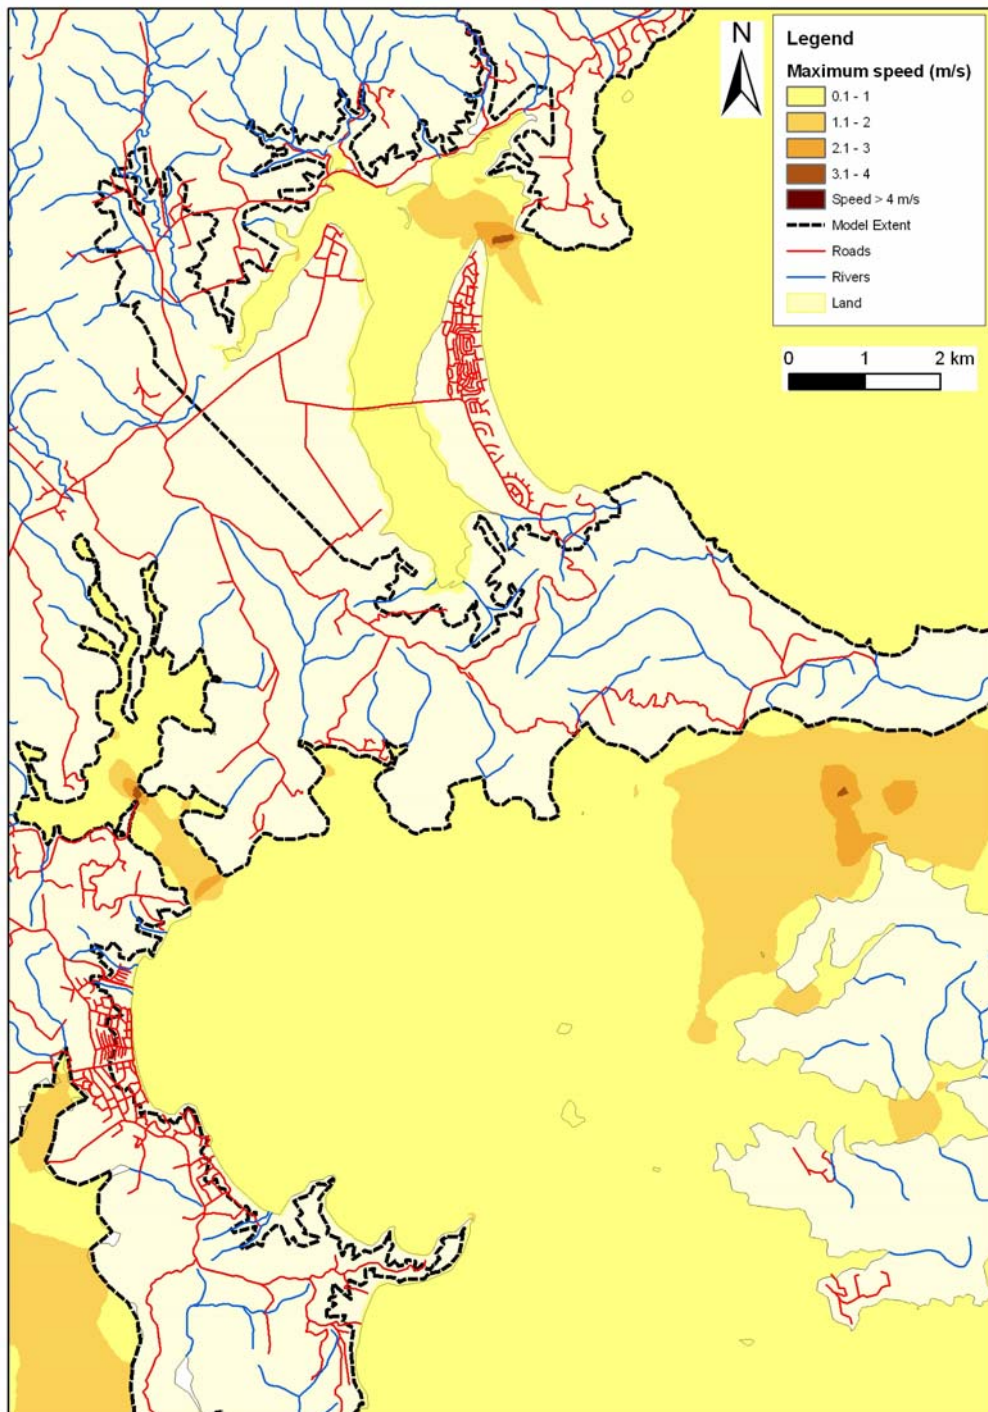 N
Legend
Maximum speed (m/s)
0.1 - 1
1.1 - 2
2.1 - 3
3.1 - 4
Speed > 4 m/s
Model Extent
Roads
Rivers
Land
0 1 2 km